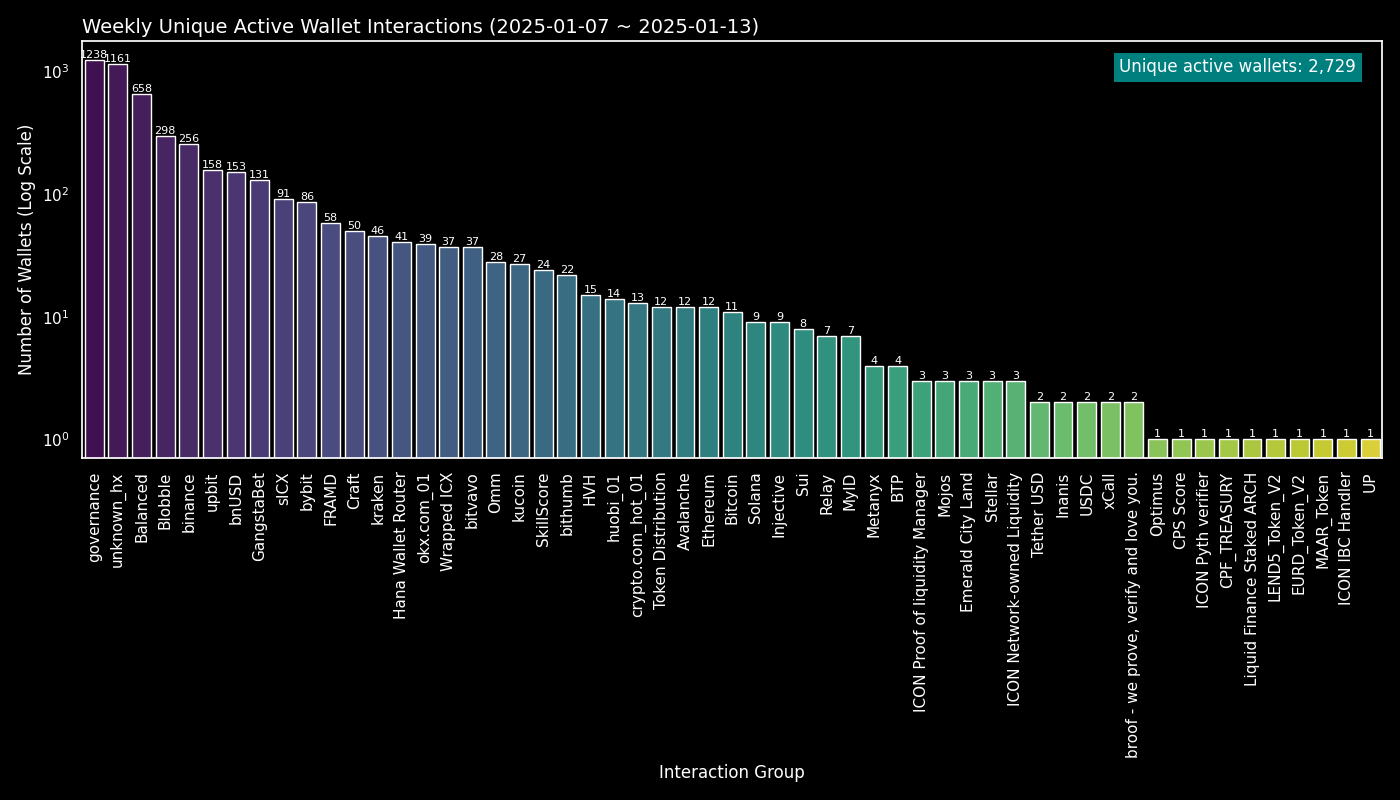 Weekly Unique Active Wallet Interactions (2025-01-07 ~ 2025-01-13)
Unique active wallets: 2,729
Number of Wallets (Log Scale)
10³
10²
10¹
10⁰
1238
1161
658
298
256
158
153
131
91
86
58
50
46
41
39
37
37
28
27
24
22
15
14
13
12
12
12
11
9
9
8
7
7
4
4
3
3
3
3
3
2
2
2
2
2
1
1
1
1
1
1
1
1
1
1
governance
unknown_hx
Balanced
Blobble
binance
upbit
bnUSD
GangstaBet
sICX
bybit
FRAMD
Craft
kraken
Hana Wallet Router
okx.com_01
Wrapped ICX
bitvavo
Omm
kucoin
SkillScore
bithumb
HVH
huobi_01
crypto.com_hot_01
Token Distribution
Avalanche
Ethereum
Bitcoin
Solana
Injective
Sui
Relay
MyID
Metanyx
BTP
ICON Proof of liquidity Manager
Mojos
Emerald City Land
Stellar
ICON Network-owned Liquidity
Tether USD
Inanis
USDC
xCall
broof - we prove, verify and love you.
Optimus
CPS Score
ICON Pyth verifier
CPF_TREASURY
Liquid Finance Staked ARCH
LEND5_Token_V2
EURD_Token_V2
MAAR_Token
ICON IBC Handler
UP
Interaction Group